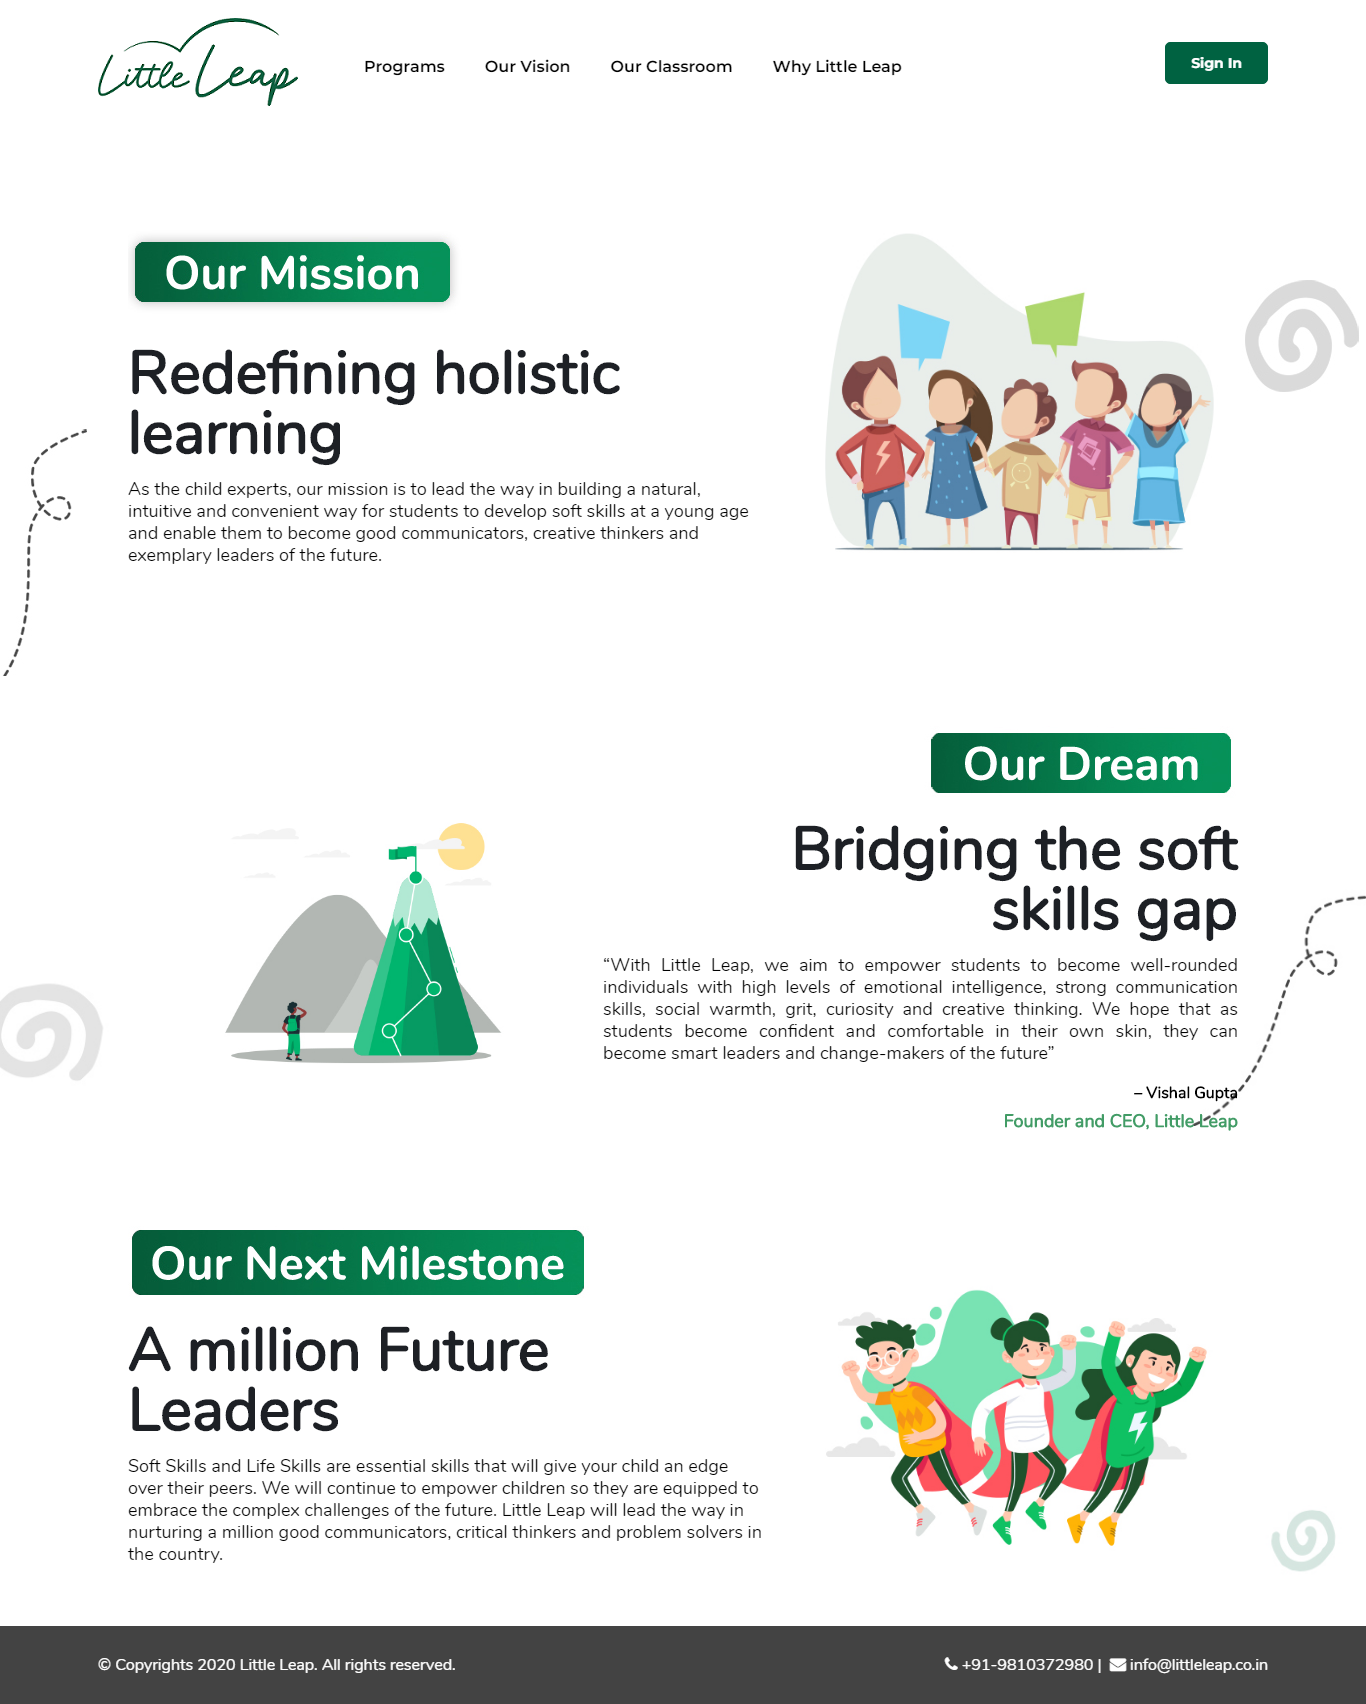 Little Leap
Programs
Our Vision
Our Classroom
Why Little Leap
Sign In
Our Mission
Redefining holistic
learning
As the child experts, our mission is to lead the way in building a natural,
intuitive and convenient way for students to develop soft skills at a young age
and enable them to become good communicators, creative thinkers and
exemplary leaders of the future.
Our Dream
Bridging the soft
skills gap
“With Little Leap, we aim to empower students to become well-rounded
individuals with high levels of emotional intelligence, strong communication
skills, social warmth, grit, curiosity and creative thinking. We hope that as
students become confident and comfortable in their own skin, they can
become smart leaders and change-makers of the future”
– Vishal Gupta
Founder and CEO, Little Leap
Our Next Milestone
A million Future
Leaders
Soft Skills and Life Skills are essential skills that will give your child an edge
over their peers. We will continue to empower children so they are equipped to
embrace the complex challenges of the future. Little Leap will lead the way in
nurturing a million good communicators, critical thinkers and problem solvers in
the country.
© Copyrights 2020 Little Leap. All rights reserved.
+91-9810372980 | info@littleleap.co.in